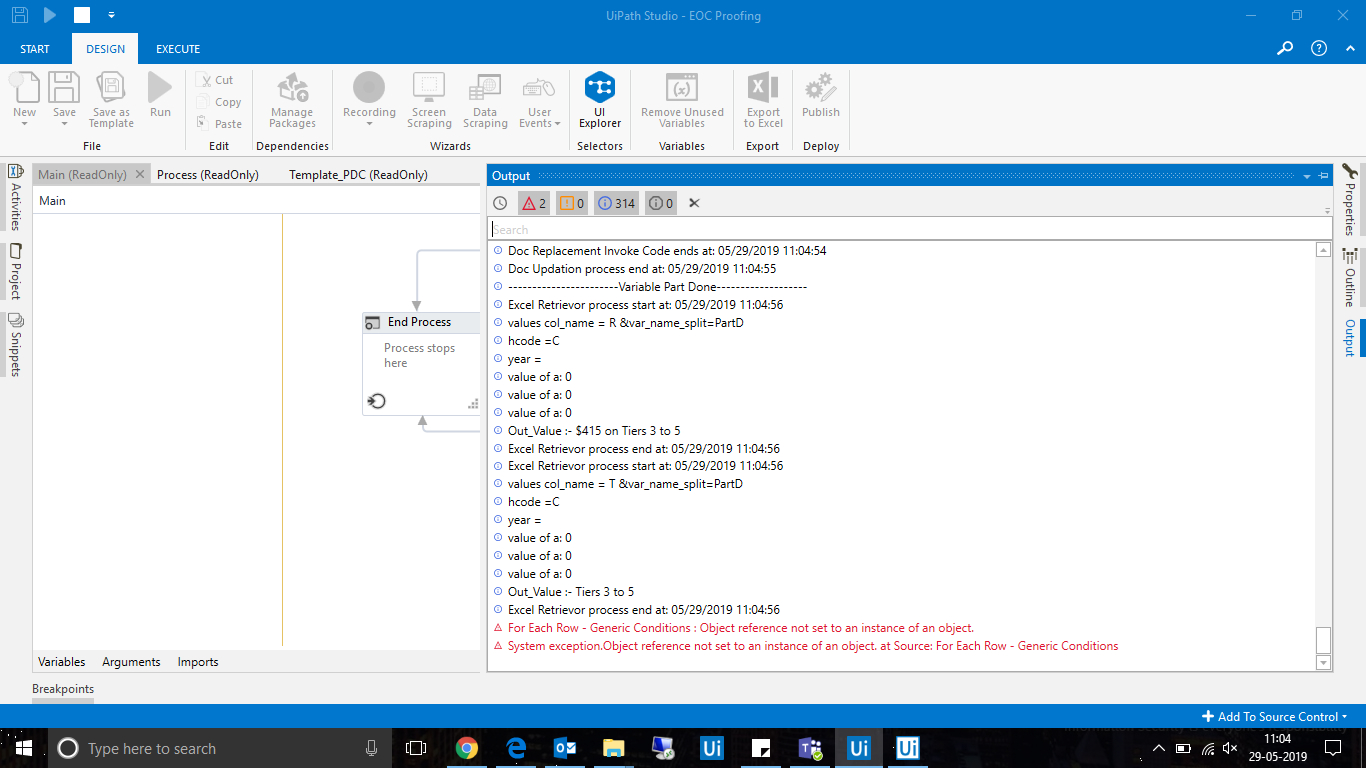 UiPath Studio - EOC Proofing
START DESIGN EXECUTE
New Save Save as Template Run
Cut
Copy
Paste
Manage Packages
Recording Screen Scraping Data Scraping User Events
UI Explorer
Remove Unused Variables
Export to Excel
Publish
File Edit Dependencies Wizards Selectors Variables Export Deploy
Activities
Project
Snippets
Main (ReadOnly) Process (ReadOnly) Template_PDC (ReadOnly)
Main
End Process
Process stops
here
Variables Arguments Imports
Breakpoints
Output
2 0 314 0
Search
Doc Replacement Invoke Code ends at: 05/29/2019 11:04:54
Doc Updation process end at: 05/29/2019 11:04:55
-----------------------Variable Part Done-------------------
Excel Retrievor process start at: 05/29/2019 11:04:56
values col_name = R &var_name_split=PartD
hcode =C
year =
value of a: 0
value of a: 0
value of a: 0
Out_Value :- $415 on Tiers 3 to 5
Excel Retrievor process end at: 05/29/2019 11:04:56
Excel Retrievor process start at: 05/29/2019 11:04:56
values col_name = T &var_name_split=PartD
hcode =C
year =
value of a: 0
value of a: 0
value of a: 0
Out_Value :- Tiers 3 to 5
Excel Retrievor process end at: 05/29/2019 11:04:56
For Each Row - Generic Conditions : Object reference not set to an instance of an object.
System exception.Object reference not set to an instance of an object. at Source: For Each Row - Generic Conditions
Properties
Outline
Output
Add To Source Control
Type here to search
Ui Ui Ui
11:04
29-05-2019